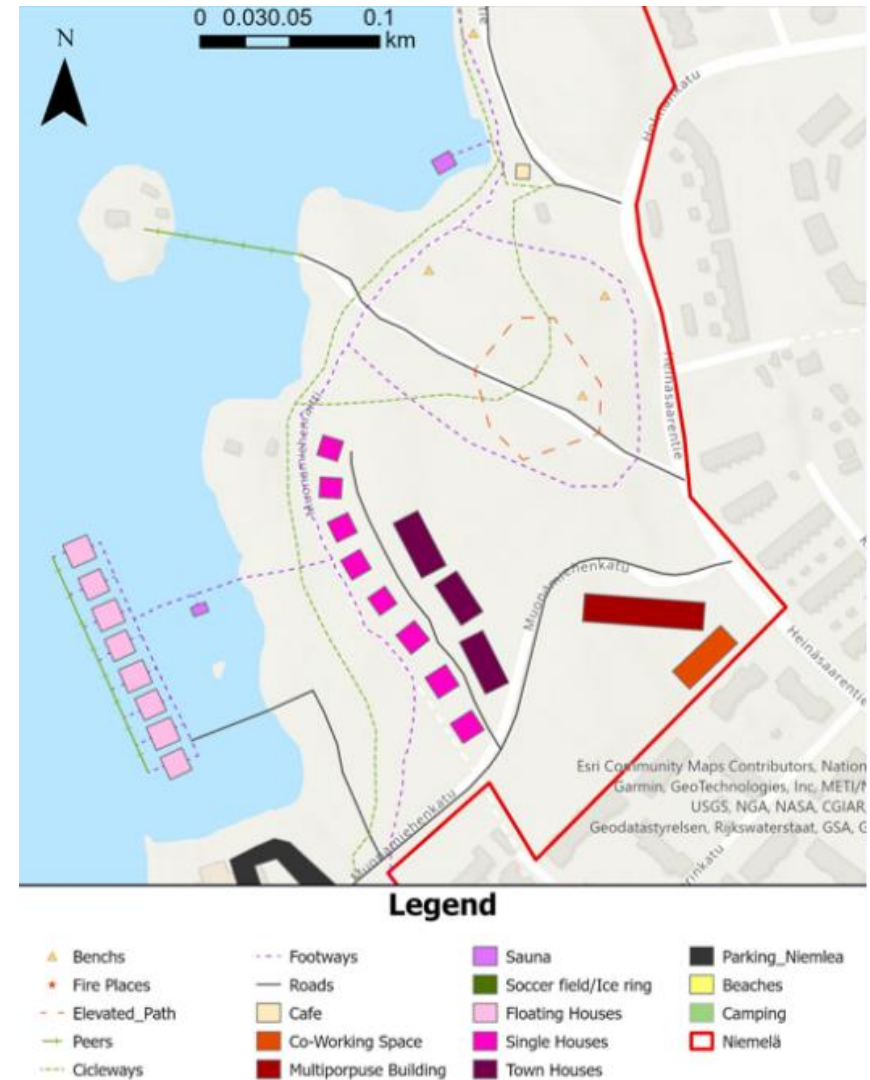 0 0.030.05 0.1
km
N
Holmankatu
Heinäsaarentie
Muonamiehenkatu
Heinäsaarentie
Muonamiehenkatu
rinkatu
Esri Community Maps Contributors, Nation
Garmin, GeoTechnologies, Inc, METI/N
USGS, NGA, NASA, CGIAR,
Geodatastyrelsen, Rijkswaterstaat, GSA, G
Legend
Benchs
Fire Places
Elevated_Path
Peers
Cicleways
Footways
Roads
Cafe
Co-Working Space
Multiporpuse Building
Sauna
Soccer field/Ice ring
Floating Houses
Single Houses
Town Houses
Parking_Niemlea
Beaches
Camping
Niemelä